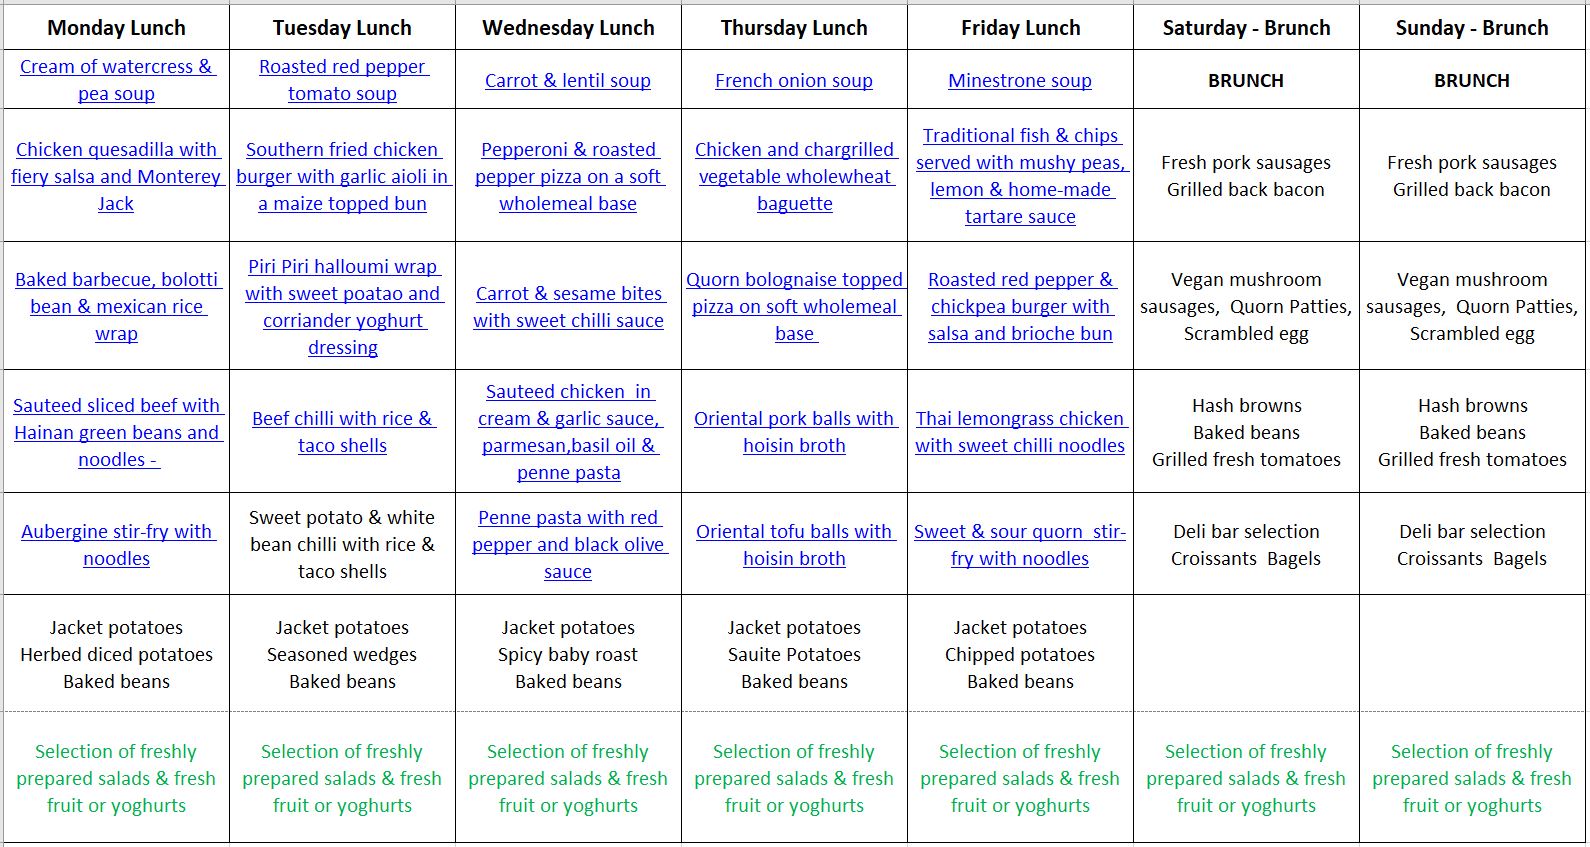 Monday Lunch
Tuesday Lunch
Wednesday Lunch
Thursday Lunch
Friday Lunch
Saturday - Brunch
Sunday - Brunch
Cream of watercress &
pea soup
Roasted red pepper
tomato soup
Carrot & lentil soup
French onion soup
Minestrone soup
BRUNCH
BRUNCH
Chicken quesadilla with
fiery salsa and Monterey
Jack
Southern fried chicken
burger with garlic aioli in
a maize topped bun
Pepperoni & roasted
pepper pizza on a soft
wholemeal base
Chicken and chargrilled
vegetable wholewheat
baguette
Traditional fish & chips
served with mushy peas,
lemon & home-made
tartare sauce
Fresh pork sausages
Grilled back bacon
Fresh pork sausages
Grilled back bacon
Baked barbecue, bolotti
bean & mexican rice
wrap
Piri Piri halloumi wrap
with sweet poatao and
corriander yoghurt
dressing
Carrot & sesame bites
with sweet chilli sauce
Quorn bolognaise topped
pizza on soft wholemeal
base
Roasted red pepper &
chickpea burger with
salsa and brioche bun
Vegan mushroom
sausages,  Quorn Patties,
Scrambled egg
Vegan mushroom
sausages,  Quorn Patties,
Scrambled egg
Sauteed sliced beef with
Hainan green beans and
noodles -
Beef chilli with rice &
taco shells
Sauteed chicken  in
cream & garlic sauce,
parmesan,basil oil &
penne pasta
Oriental pork balls with
hoisin broth
Thai lemongrass chicken
with sweet chilli noodles
Hash browns
Baked beans
Grilled fresh tomatoes
Hash browns
Baked beans
Grilled fresh tomatoes
Aubergine stir-fry with
noodles
Sweet potato & white
bean chilli with rice &
taco shells
Penne pasta with red
pepper and black olive
sauce
Oriental tofu balls with
hoisin broth
Sweet & sour quorn  stir-
fry with noodles
Deli bar selection
Croissants  Bagels
Deli bar selection
Croissants  Bagels
Jacket potatoes
Herbed diced potatoes
Baked beans
Jacket potatoes
Seasoned wedges
Baked beans
Jacket potatoes
Spicy baby roast
Baked beans
Jacket potatoes
Sauite Potatoes
Baked beans
Jacket potatoes
Chipped potatoes
Baked beans
Selection of freshly
prepared salads & fresh
fruit or yoghurts
Selection of freshly
prepared salads & fresh
fruit or yoghurts
Selection of freshly
prepared salads & fresh
fruit or yoghurts
Selection of freshly
prepared salads & fresh
fruit or yoghurts
Selection of freshly
prepared salads & fresh
fruit or yoghurts
Selection of freshly
prepared salads & fresh
fruit or yoghurts
Selection of freshly
prepared salads & fresh
fruit or yoghurts